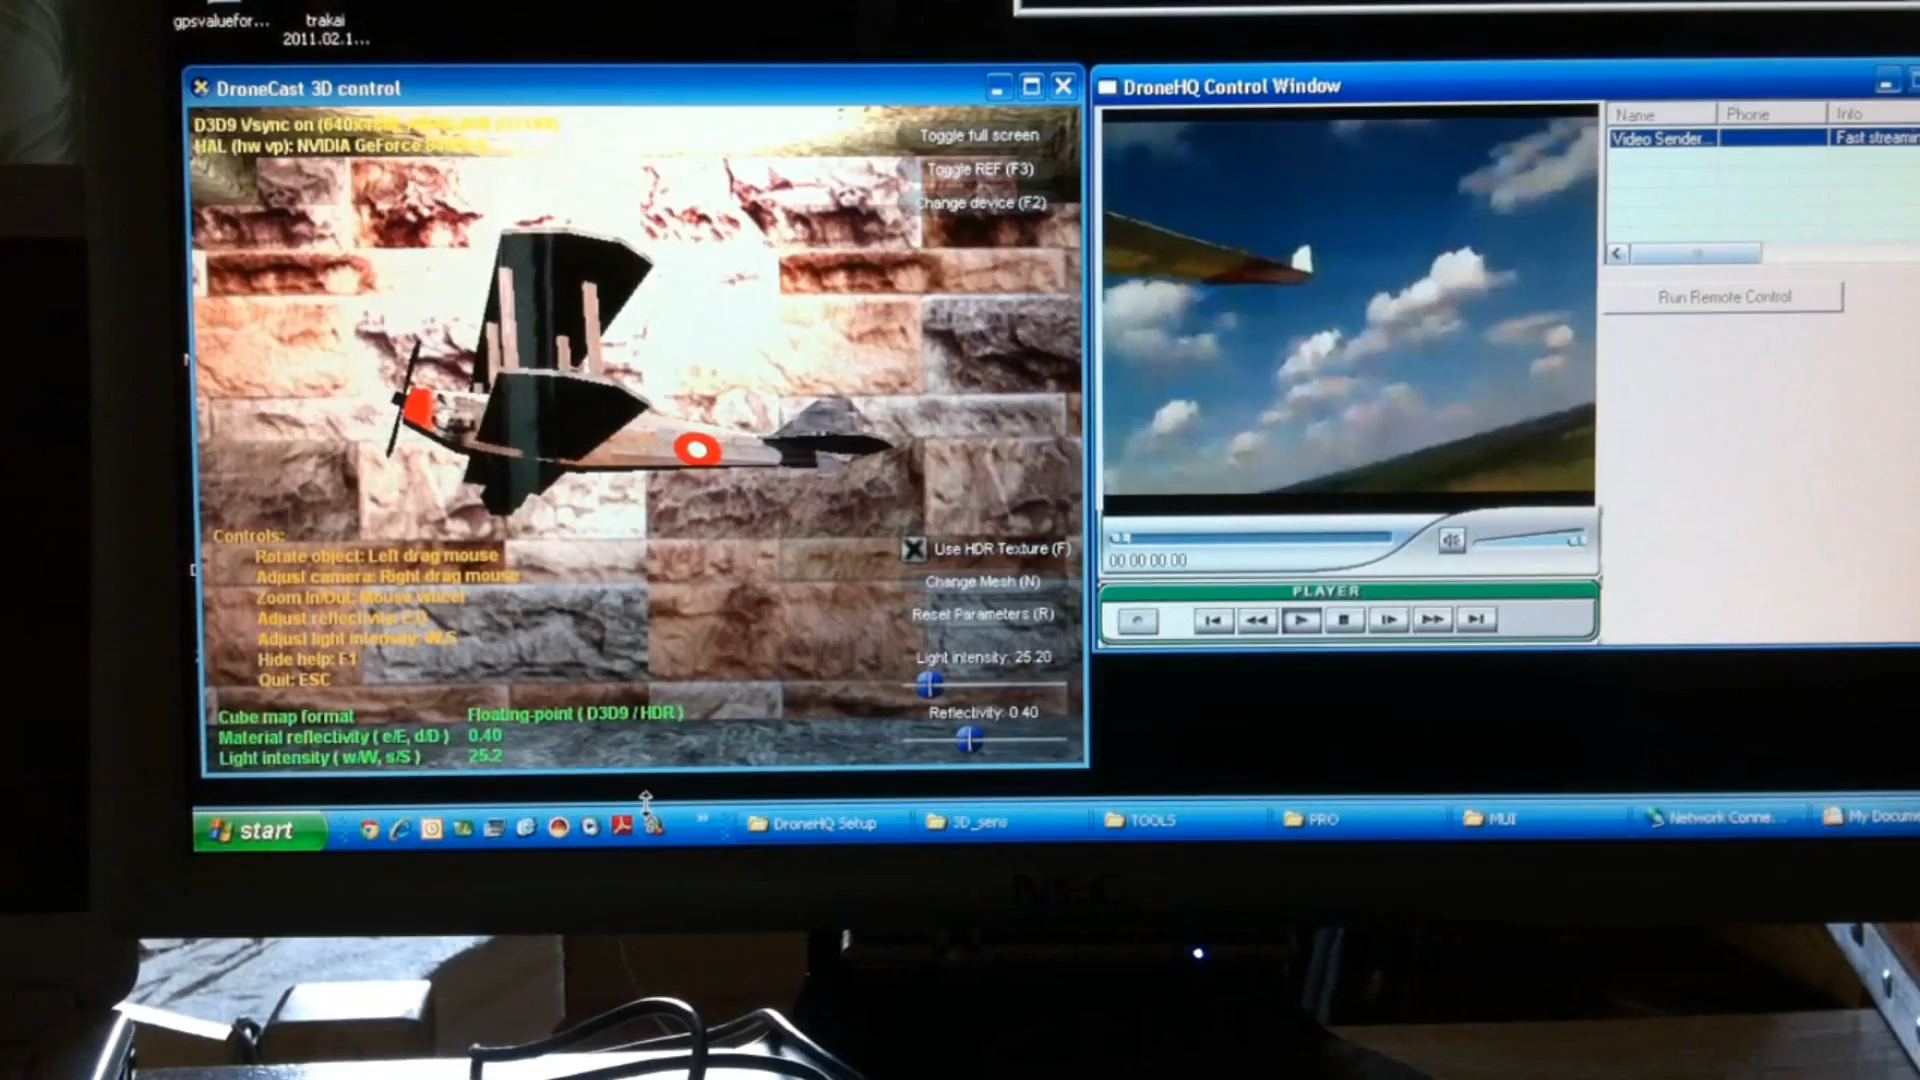 gpsvaluefor...
trakai
2011.02.1...
DroneCast 3D control
D3D9 Vsync on (640x
HAL (hw vp): NVIDIA GeForce
Toggle full screen
Toggle REF (F3)
Change device (F2)
Controls:
Rotate object: Left drag mouse
Adjust camera: Right drag mouse
Zoom In/Out: Mouse wheel
Adjust reflectivity: E,D
Adjust light intensity: W,S
Hide help: F1
Quit: ESC
Use HDR Texture (F)
Change Mesh (N)
Reset Parameters (R)
Light intensity: 25.20
Reflectivity: 0.40
Cube map format Floating-point ( D3D9 / HDR )
Material reflectivity ( e/E, d/D ) 0.40
Light intensity ( w/W, s/S ) 25.2
DroneHQ Control Window
Name Phone Info
Video Sender... Fast streamin
Run Remote Control
00 00 00 00
PLAYER
start
DroneHQ Setup
3D_sens
TOOLS
PRO
MUI
Network Conne...
My Docume
NEC